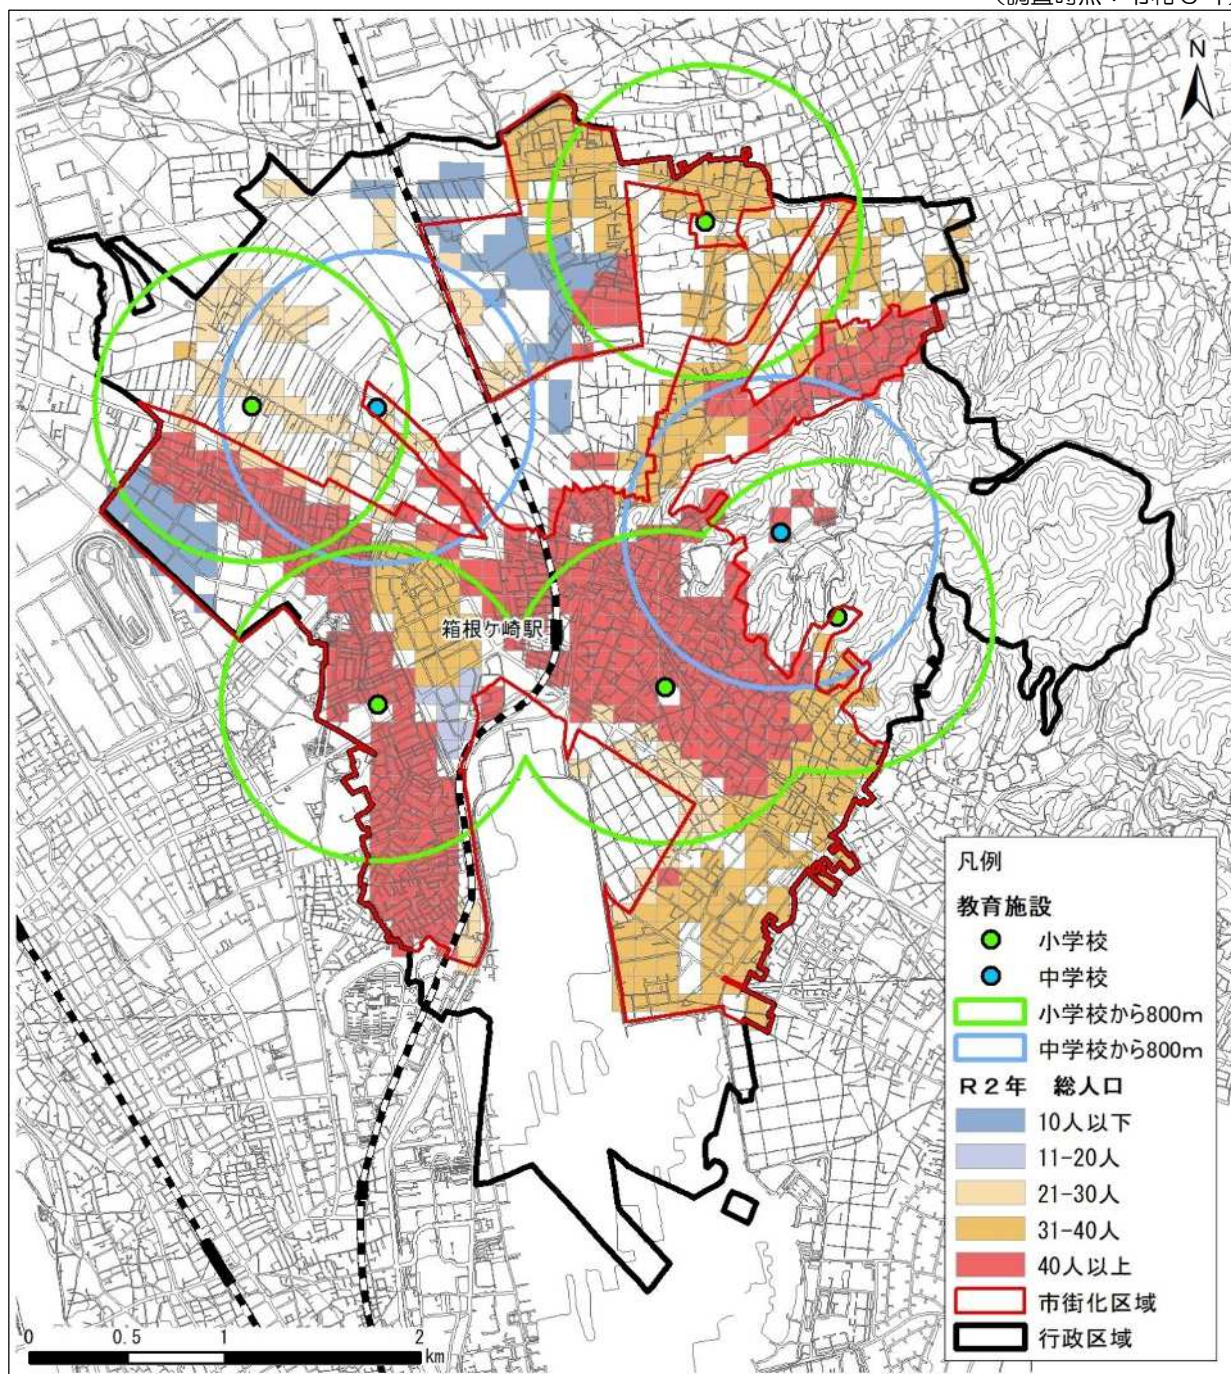 N
箱根ケ崎駅
凡例
教育施設
小学校
中学校
小学校から800m
中学校から800m
R2年 総人口
10人以下
11-20人
21-30人
31-40人
40人以上
市街化区域
行政区域
0 0.5 1 2
km